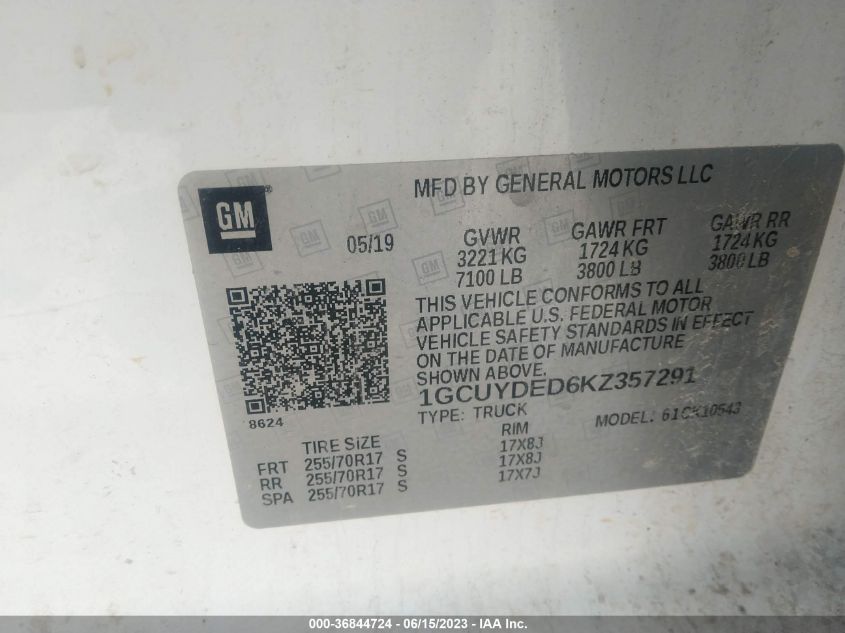 GM
MFD BY GENERAL MOTORS LLC
05/19
GVWR GAWR FRT GAWR RR
3221 KG 1724 KG 1724 KG
7100 LB 3800 LB 3800 LB
THIS VEHICLE CONFORMS TO ALL
APPLICABLE U.S. FEDERAL MOTOR
VEHICLE SAFETY STANDARDS IN EFFECT
ON THE DATE OF MANUFACTURE
SHOWN ABOVE.
1GCUYDED6KZ357291
8624
TYPE: TRUCK MODEL: 61CK10543
TIRE SIZE RIM
FRT 255/70R17 S 17X8J
RR 255/70R17 S 17X8J
SPA 255/70R17 S 17X7J
000-36844724 - 06/15/2023 - IAA Inc.